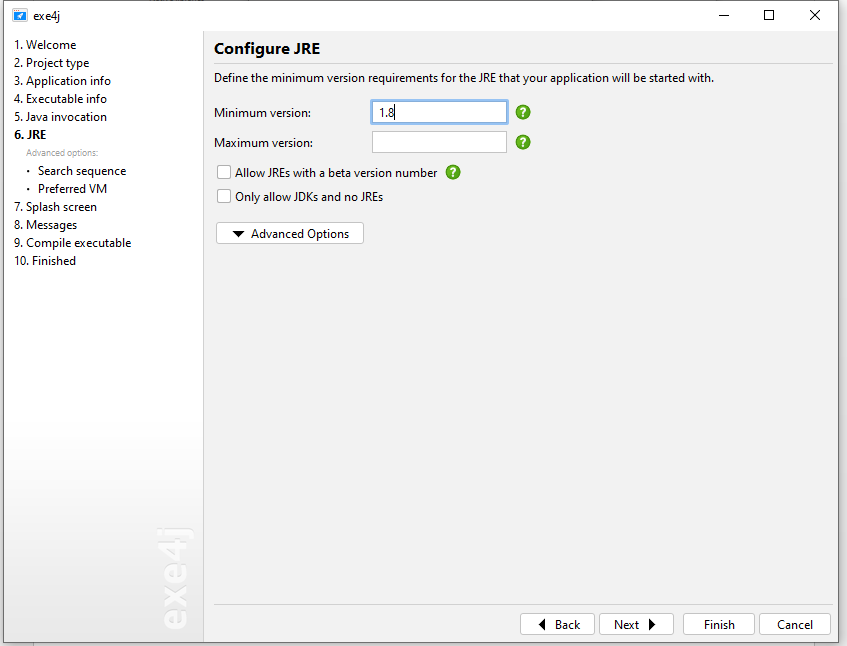 exe4j
1. Welcome
2. Project type
3. Application info
4. Executable info
5. Java invocation
6. JRE
Advanced options:
• Search sequence
• Preferred VM
7. Splash screen
8. Messages
9. Compile executable
10. Finished
exe4j
Configure JRE
Define the minimum version requirements for the JRE that your application will be started with.
Minimum version: 1.8
Maximum version:
Allow JREs with a beta version number
Only allow JDKs and no JREs
Advanced Options
Back Next Finish Cancel